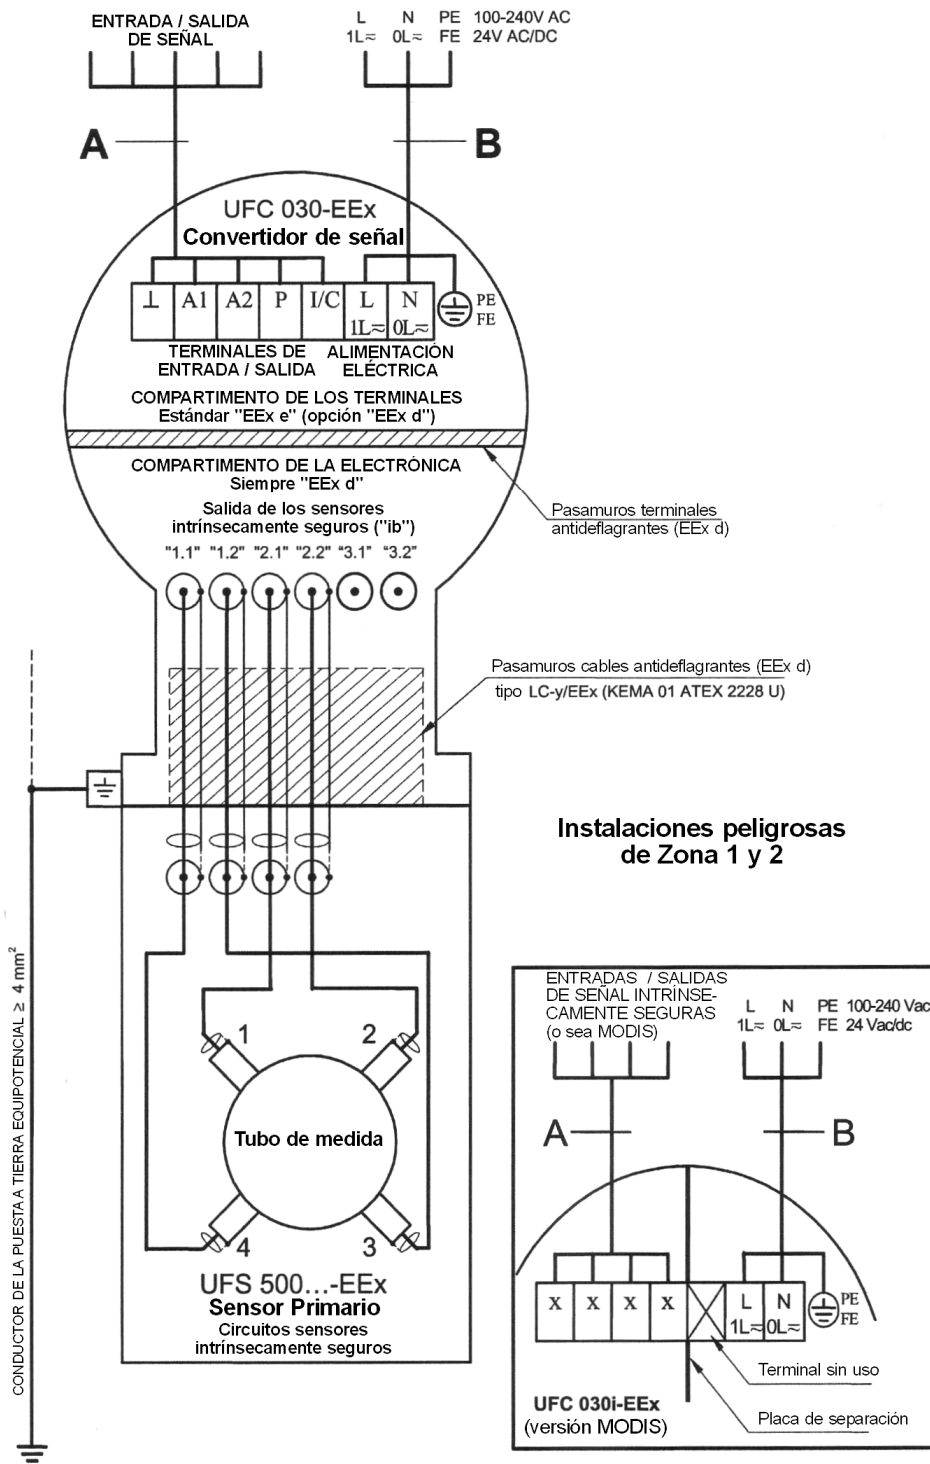 ENTRADA / SALIDA
DE SEÑAL
L N PE 100-240V AC
1L≂ 0L≂ FE 24V AC/DC
A
B
UFC 030-EEx
Convertidor de señal
⊥ A1 A2 P I/C L N PE
1L≂ 0L≂ FE
TERMINALES DE
ENTRADA / SALIDA
ALIMENTACIÓN
ELÉCTRICA
COMPARTIMENTO DE LOS TERMINALES
Estándar "EEx e" (opción "EEx d")
COMPARTIMENTO DE LA ELECTRÓNICA
Siempre "EEx d"
Salida de los sensores
intrínsecamente seguros ("ib")
"1.1" "1.2" "2.1" "2.2" “3.1” “3.2”
Pasamuros terminales
antideflagrantes (EEx d)
Pasamuros cables antideflagrantes (EEx d)
tipo LC-y/EEx (KEMA 01 ATEX 2228 U)
Instalaciones peligrosas
de Zona 1 y 2
CONDUCTOR DE LA PUESTA A TIERRA EQUIPOTENCIAL ≥ 4 mm²
1 2
Tubo de medida
4 3
UFS 500...-EEx
Sensor Primario
Circuitos sensores
intrínsecamente seguros
ENTRADAS / SALIDAS
DE SEÑAL INTRÍNSE-
CAMENTE SEGURAS
(o sea MODIS)
L N PE 100-240 Vac
1L≂ 0L≂ FE 24 Vac/dc
A
B
X X X X L N PE
1L≂ 0L≂ FE
Terminal sin uso
UFC 030i-EEx
(versión MODIS)
Placa de separación